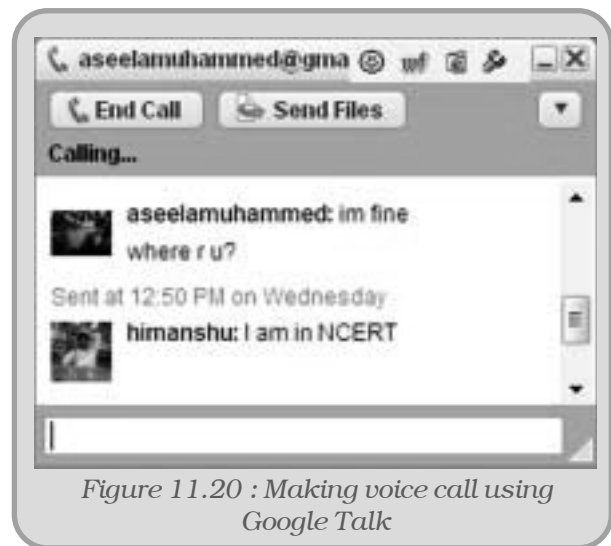 aseelamuhammed@gma
End Call Send Files
Calling...
aseelamuhammed: im fine
where r u?
Sent at 12:50 PM on Wednesday
himanshu: I am in NCERT
Figure 11.20 : Making voice call using
Google Talk